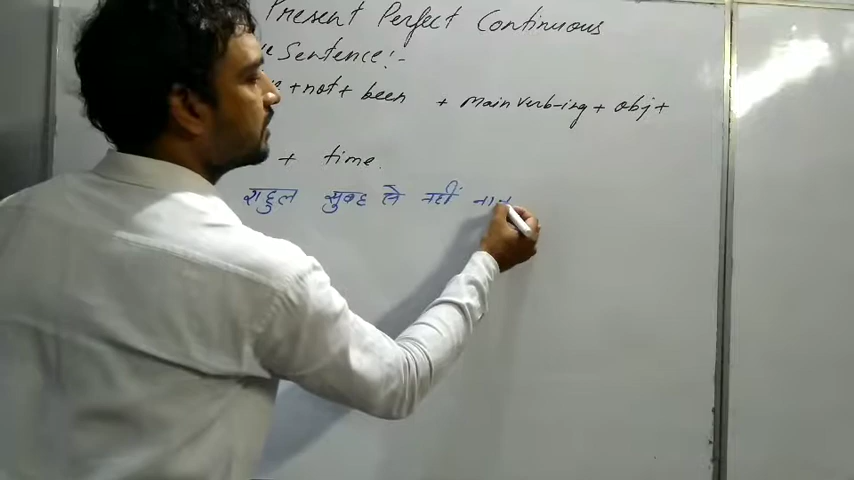 Present Perfect Continuous
Sentence:-
+not+ been + Main verb-ing + obj+
+ time.
राहुल सुबह से नहीं नाच